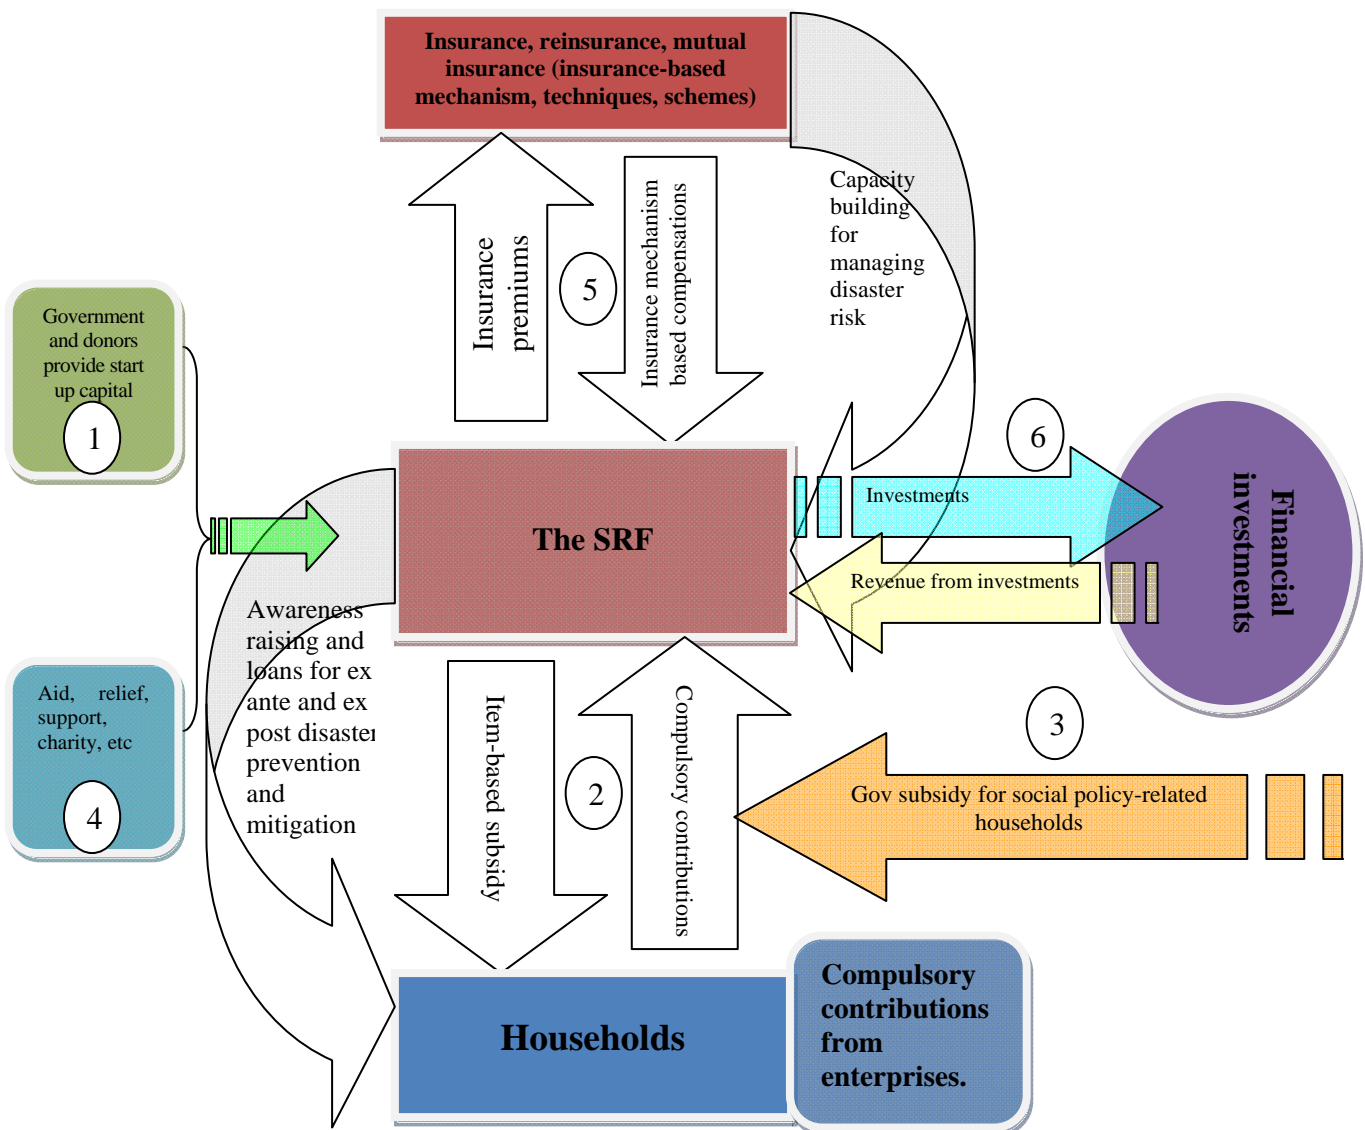 Insurance, reinsurance, mutual
insurance (insurance-based
mechanism, techniques, schemes)
Capacity
building
for
managing
disaster
risk
Insurance
premiums
5
Insurance mechanism
based compensations
Government
and donors
provide start
up capital
1
6
Investments
Financial
investments
The SRF
Revenue from investments
Awareness
raising and
loans for ex
ante and ex
post disaster
prevention
and
mitigation
Aid, relief,
support,
charity, etc
4
Item-based subsidy
2
Compulsory contributions
3
Gov subsidy for social policy-related
households
Households
Compulsory
contributions
from
enterprises.